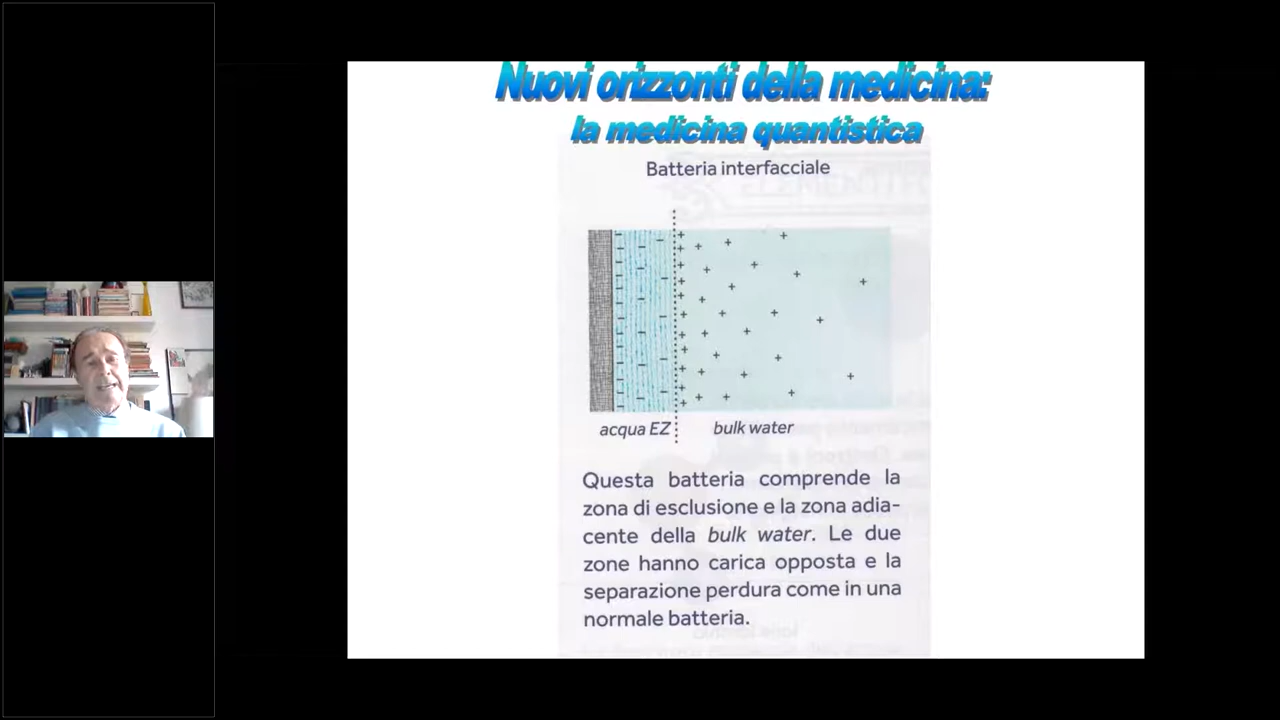 Nuovi orizzonti della medicina:
la medicina quantistica
Batteria interfacciale
acqua EZ
bulk water
Questa batteria comprende la
zona di esclusione e la zona adia-
cente della bulk water. Le due
zone hanno carica opposta e la
separazione perdura come in una
normale batteria.